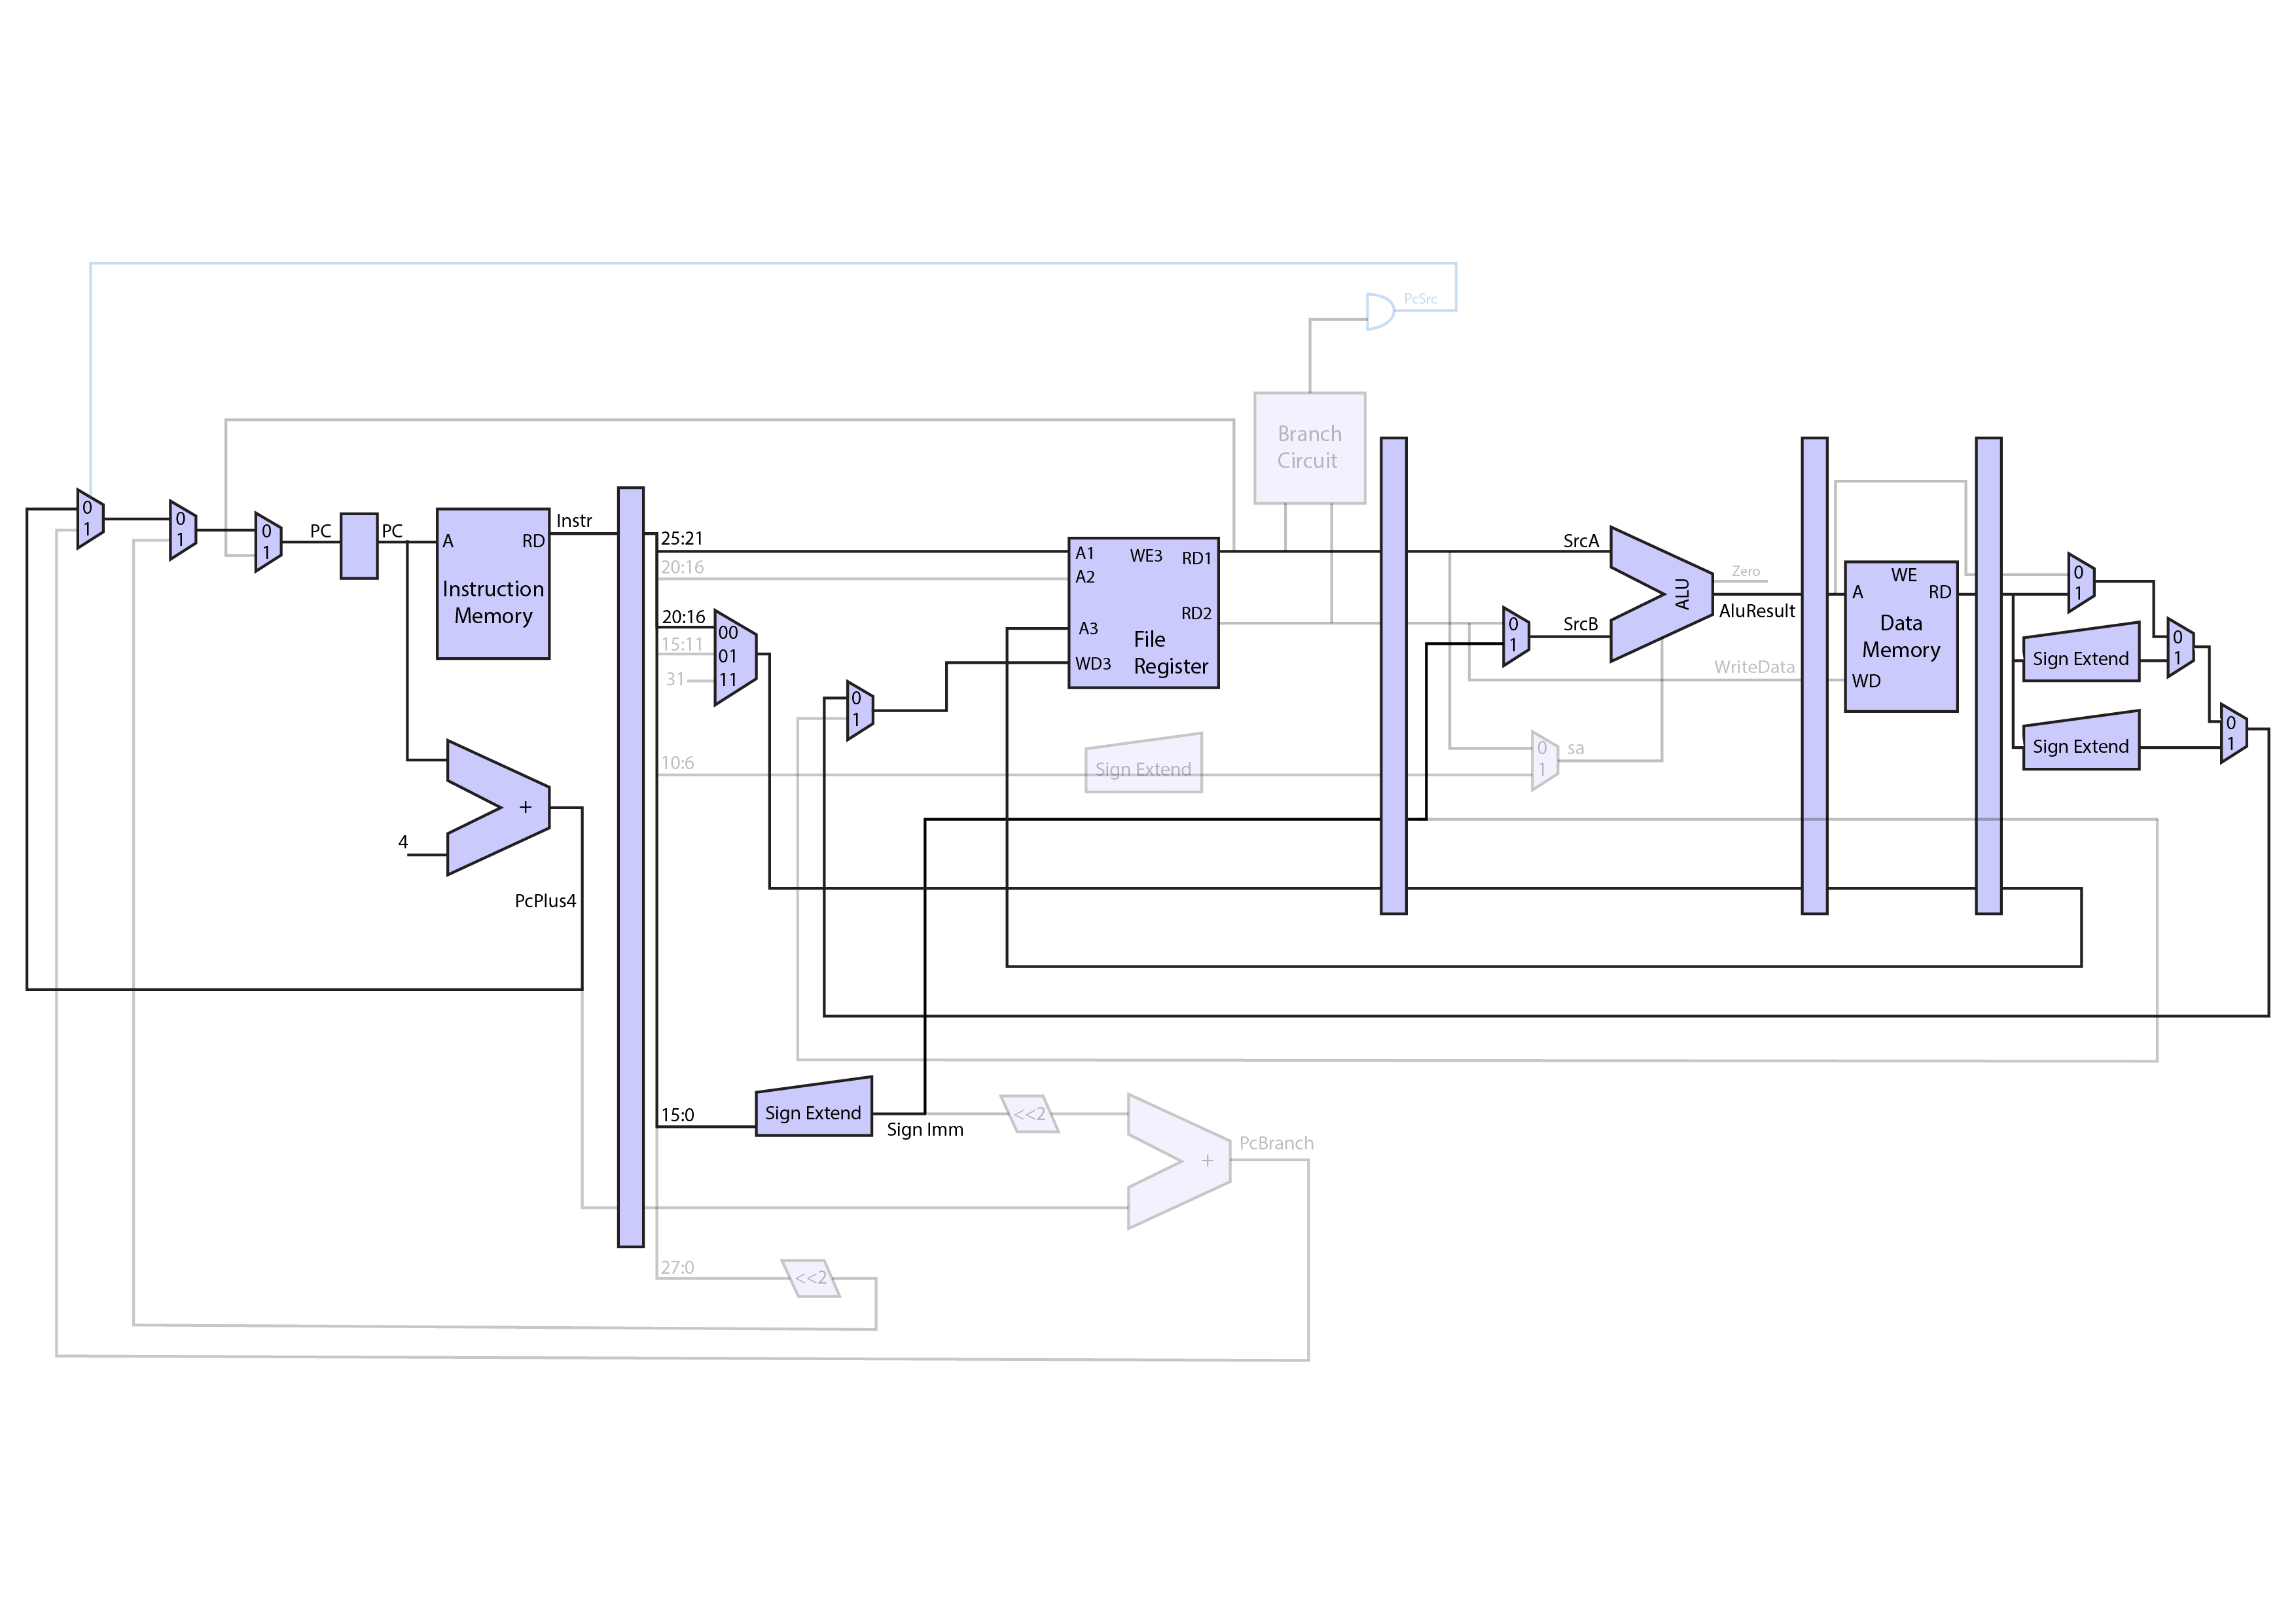 PcSrc
Branch
Circuit
0
1
0
1
0
1
PC
PC
A
RD
Instruction
Memory
Instr
25:21
20:16
20:16
15:11
31
00
01
11
10:6
15:0
27:0
4
+
PcPlus4
0
1
A1
WE3
RD1
A2
RD2
A3
File
WD3
Register
Sign Extend
Sign Extend
Sign Imm
<<2
+
PcBranch
<<2
SrcA
0
1
SrcB
ALU
Zero
AluResult
WriteData
0
1
sa
WE
A
RD
Data
Memory
WD
0
1
Sign Extend
0
1
Sign Extend
0
1